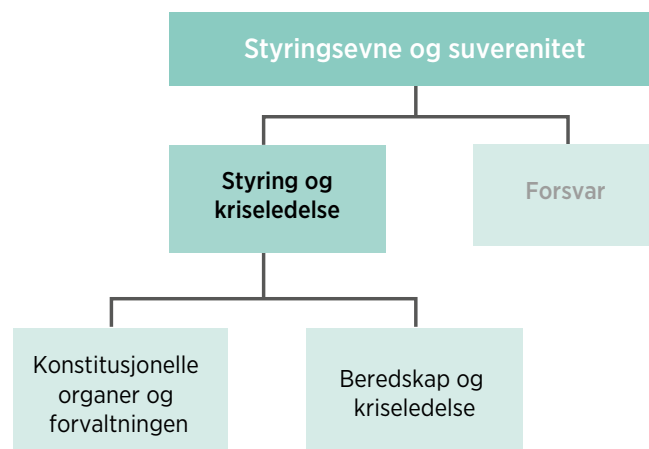 Styringsevne og suverenitet
Styring og
kriseledelse
Forsvar
Konstitusjonelle
organer og
forvaltningen
Beredskap og
kriseledelse